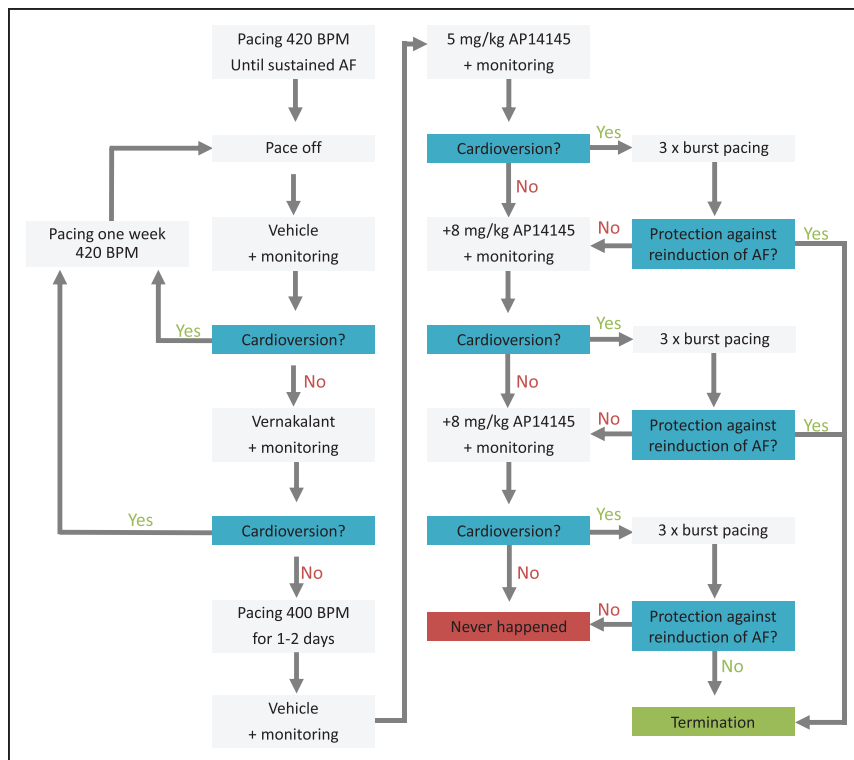 Pacing 420 BPM
Until sustained AF
Pace off
Pacing one week
420 BPM
Vehicle
+ monitoring
Yes
Cardioversion?
No
Vernakalant
+ monitoring
Yes
Cardioversion?
No
Pacing 400 BPM
for 1-2 days
Vehicle
+ monitoring
5 mg/kg AP14145
+ monitoring
Cardioversion?
Yes
3 x burst pacing
No
+8 mg/kg AP14145
+ monitoring
No
Protection against
reinduction of AF?
Yes
Cardioversion?
Yes
3 x burst pacing
No
+8 mg/kg AP14145
+ monitoring
No
Protection against
reinduction of AF?
Yes
Cardioversion?
Yes
3 x burst pacing
No
Never happened
No
Protection against
reinduction of AF?
No
Termination